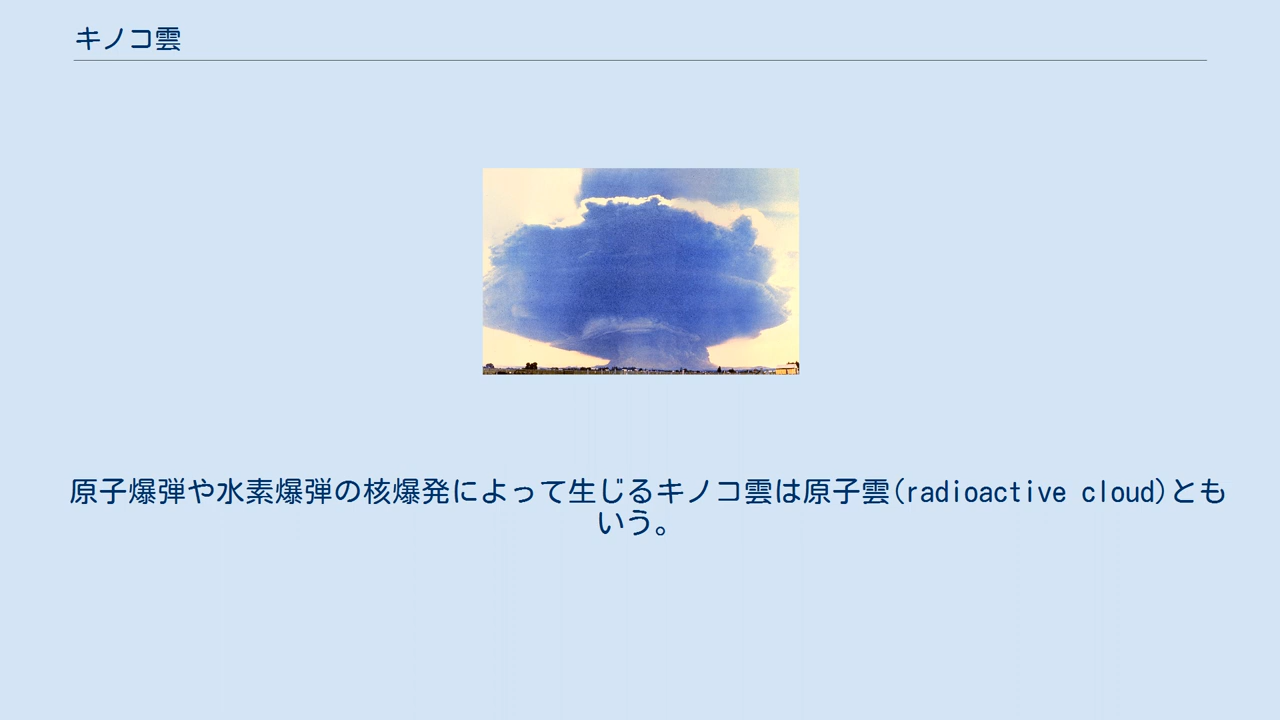 キノコ雲
原子爆弾や水素爆弾の核爆発によって生じるキノコ雲は原子雲(radioactive cloud)とも
いう。